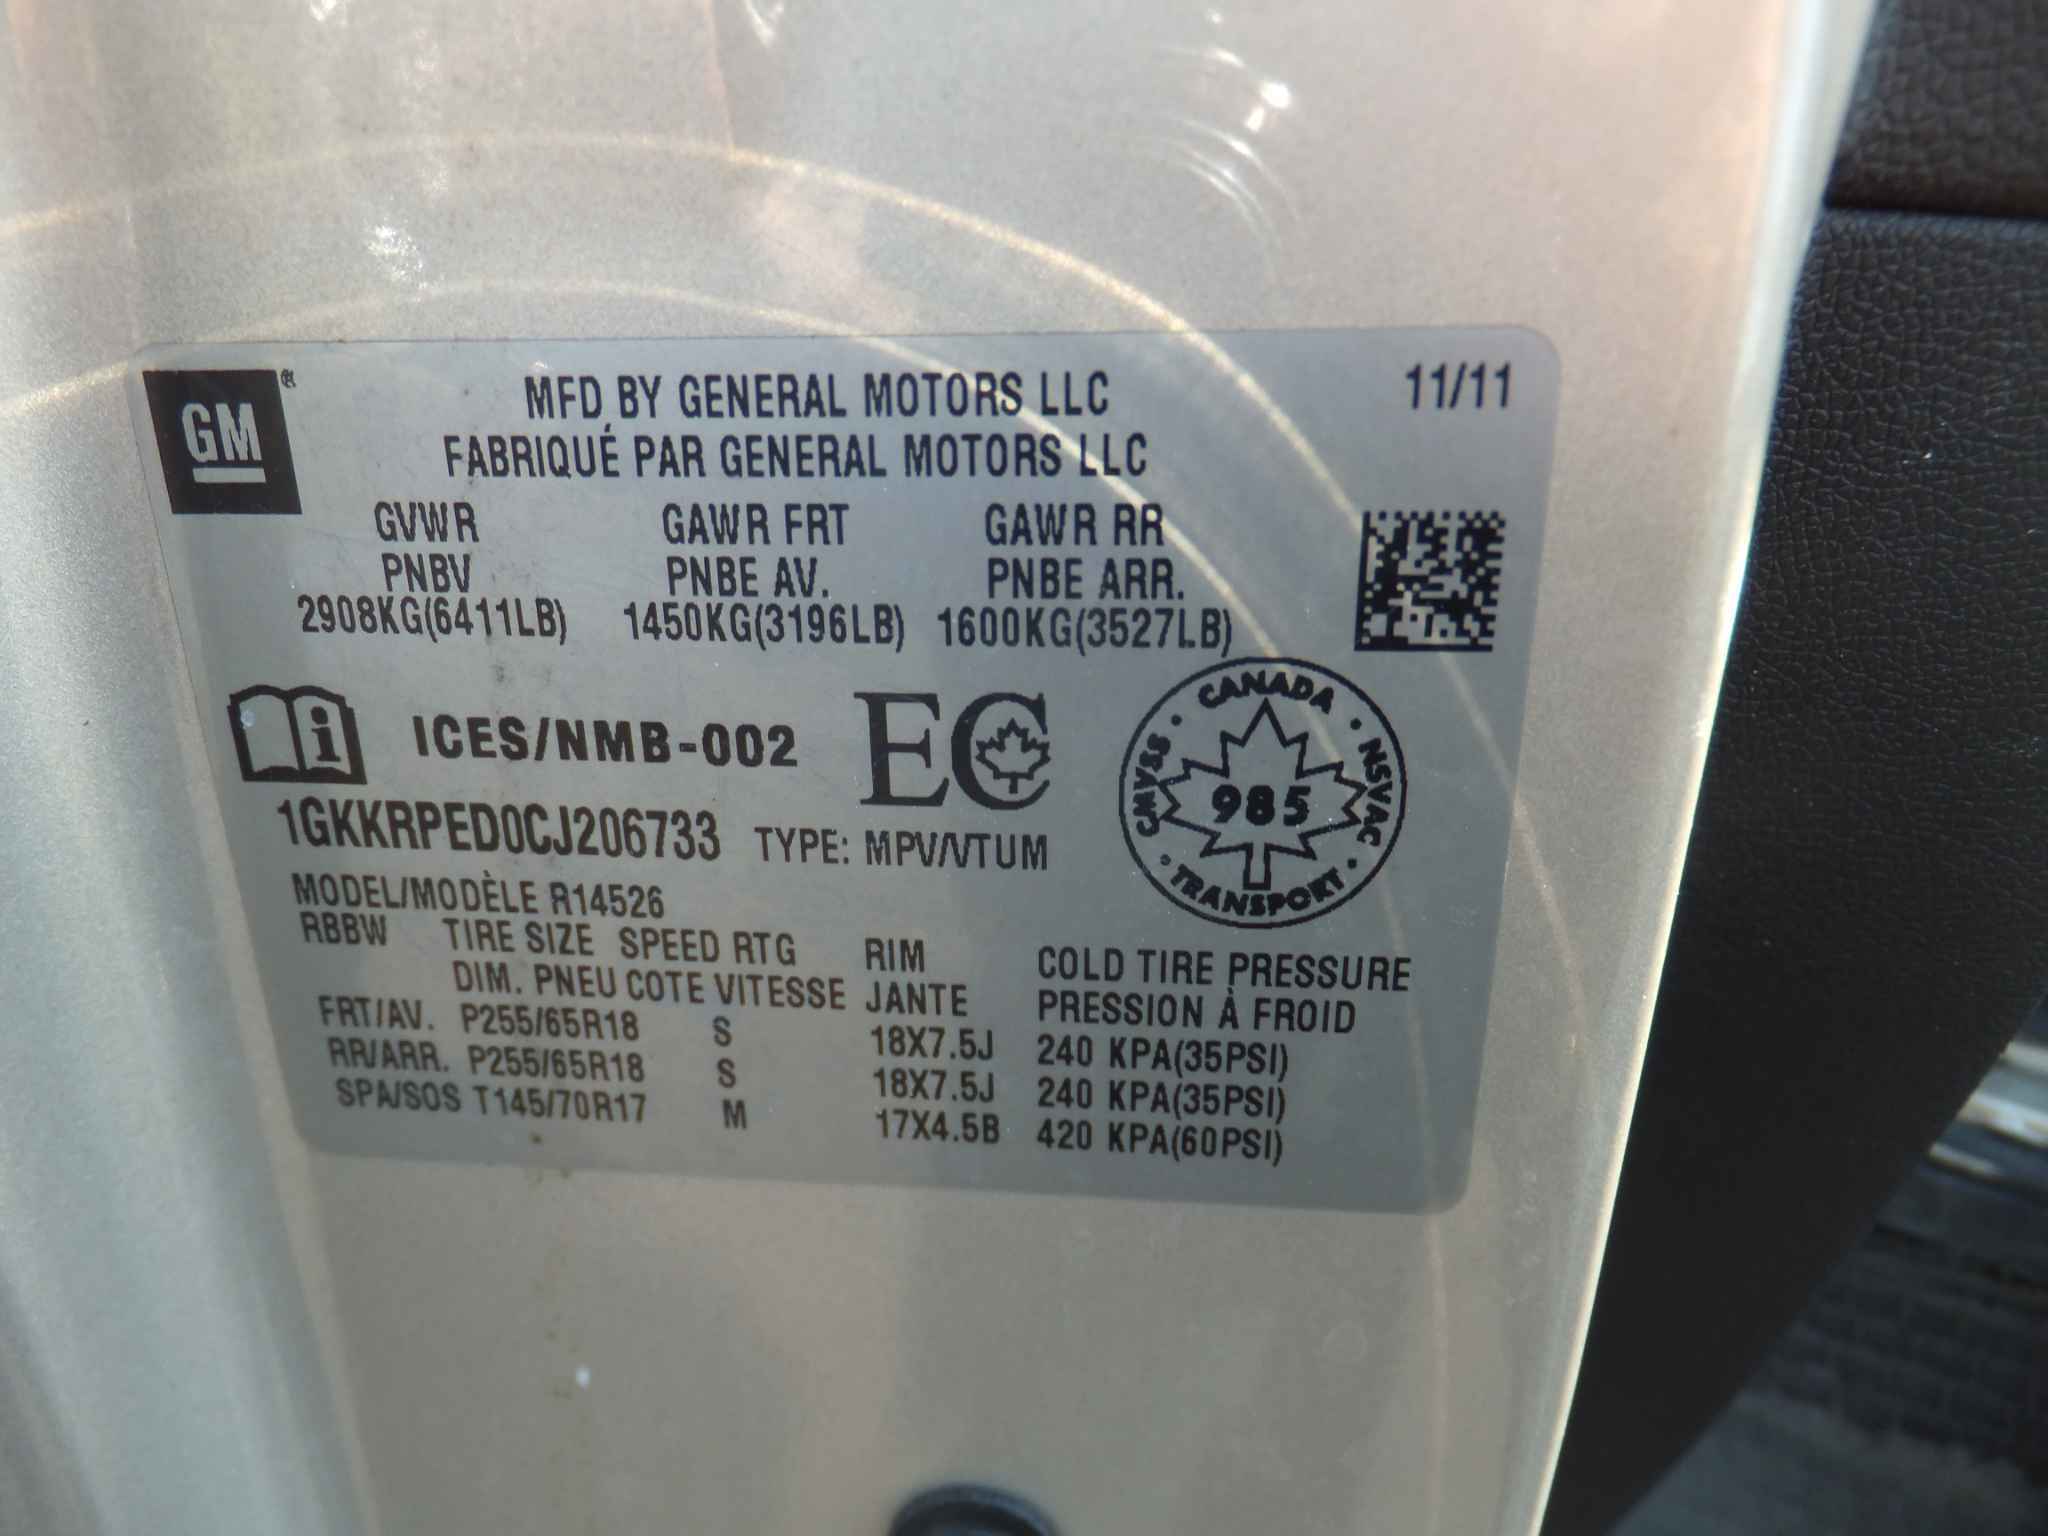 GM
MFD BY GENERAL MOTORS LLC 11/11
FABRIQUÉ PAR GENERAL MOTORS LLC
GVWR GAWR FRT GAWR RR
PNBV PNBE AV. PNBE ARR.
2908KG(6411LB) 1450KG(3196LB) 1600KG(3527LB)
ICES/NMB-002 EC
CANADA
CMVSS 985 NSVAC
TRANSPORT
1GKKRPED0CJ206733 TYPE: MPV/VTUM
MODEL/MODÈLE R14526
RBBW TIRE SIZE SPEED RTG RIM COLD TIRE PRESSURE
DIM. PNEU COTE VITESSE JANTE PRESSION À FROID
FRT/AV. P255/65R18 S 18X7.5J 240 KPA(35PSI)
RR/ARR. P255/65R18 S 18X7.5J 240 KPA(35PSI)
SPA/SOS T145/70R17 M 17X4.5B 420 KPA(60PSI)